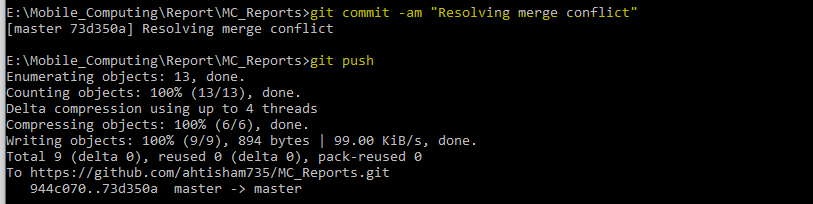 E:\Mobile_Computing\Report\MC_Reports>git commit -am "Resolving merge conflict"
[master 73d350a] Resolving merge conflict
E:\Mobile_Computing\Report\MC_Reports>git push
Enumerating objects: 13, done.
Counting objects: 100% (13/13), done.
Delta compression using up to 4 threads
Compressing objects: 100% (6/6), done.
Writing objects: 100% (9/9), 894 bytes | 99.00 KiB/s, done.
Total 9 (delta 0), reused 0 (delta 0), pack-reused 0
To https://github.com/ahtisham735/MC_Reports.git
   944c070..73d350a  master -> master